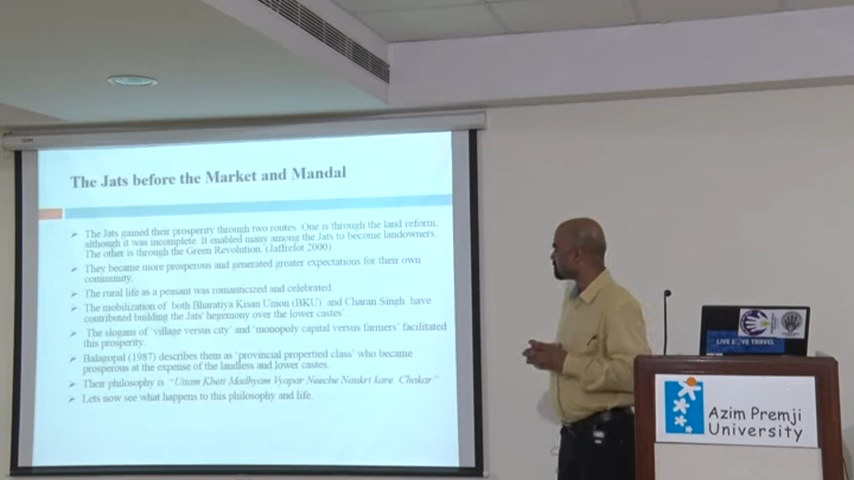 The Jats before the Market and Mandal
The Jats gained their prosperity through two routes. One is through the land reform,
although it was incomplete. It enabled many among the Jats to become landowners.
The other is through the Green Revolution. (Jaffrelot 2000)
They became more prosperous and generated greater expectations for their own
community.
The rural life as a peasant was romanticized and celebrated.
The mobilization of both Bharatiya Kisan Union (BKU) and Charan Singh have
contributed building the Jats' hegemony over the lower castes'
The slogans of 'village versus city' and 'monopoly capital versus farmers' facilitated
this prosperity.
Balagopal (1987) describes them as 'provincial propertied class' who became
prosperous at the expense of the landless and lower castes.
Their philosophy is "Uttam Kheti Madhyam Vyapar Neeche Naukri kare Chakar"
Lets now see what happens to this philosophy and life.
LIVE LOVE TRAVEL
Azim Premji
University